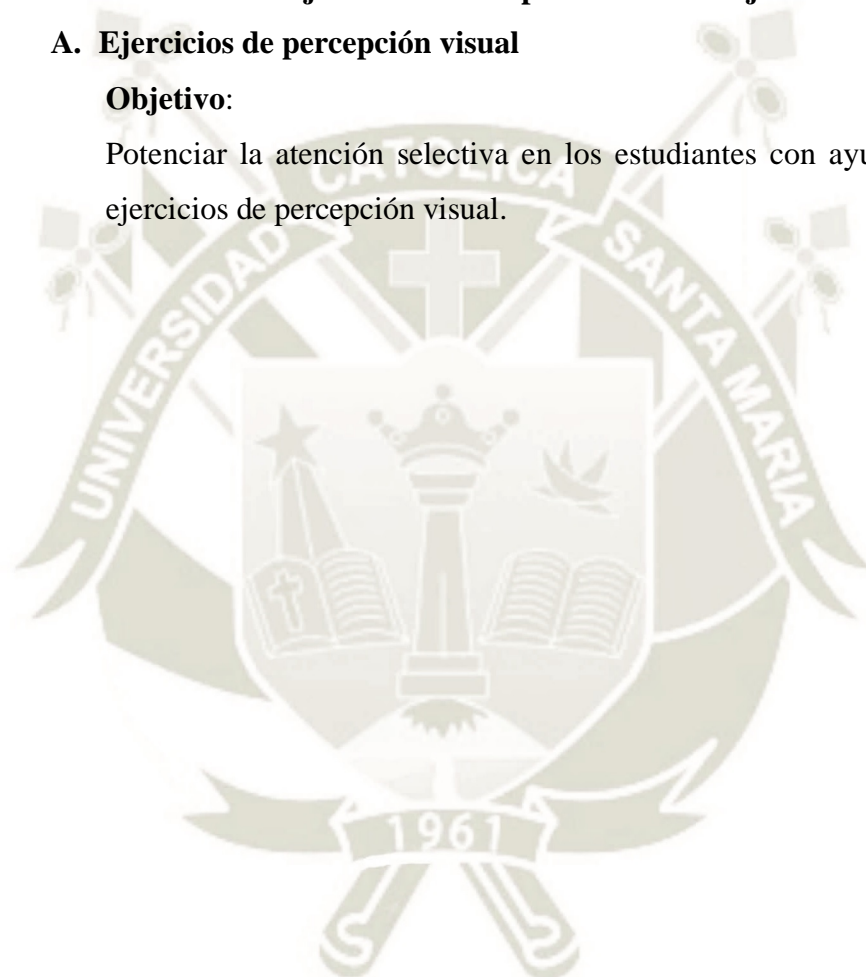 A. Ejercicios de percepción visual
Objetivo:
Potenciar la atención selectiva en los estudiantes con
ejercicios de percepción visual.
UNIVERSIDAD CATOLICA SANTA MARIA
1961